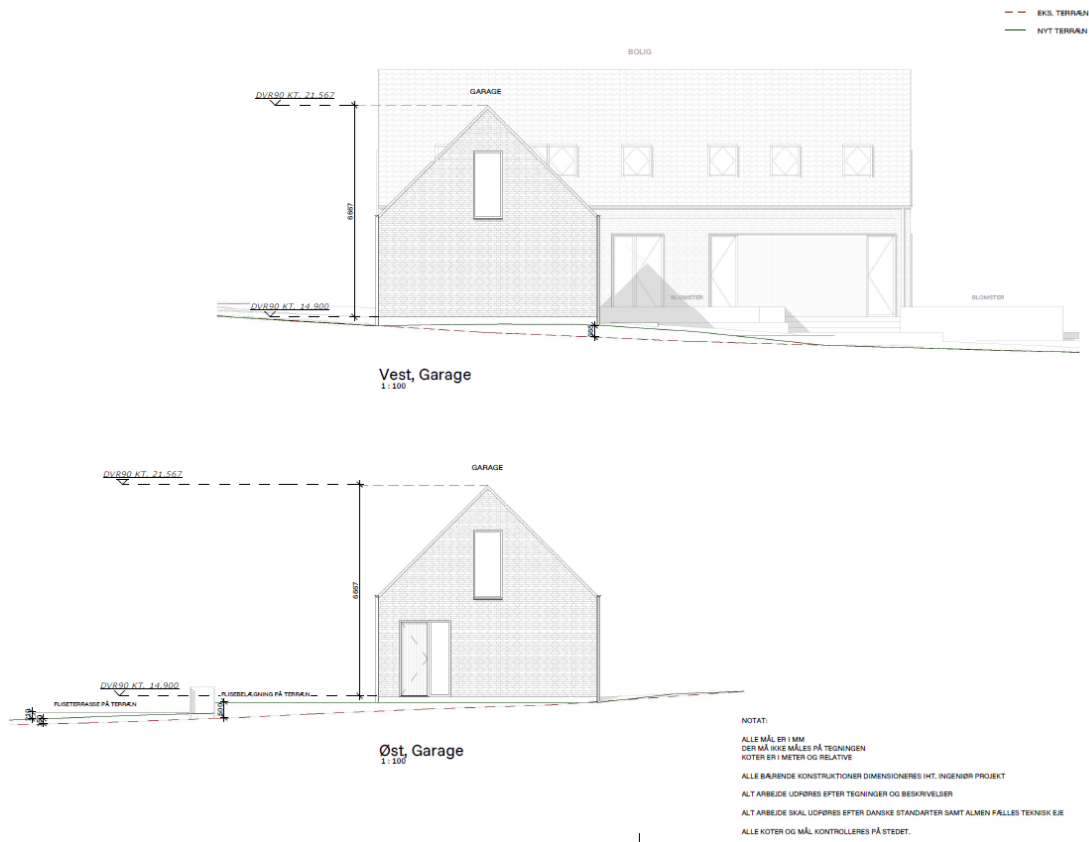 EKS. TERRÆN
NYT TERRÆN
BOLIG
DVR90 KT. 21.567
GARAGE
6667
DVR90 KT. 14.900
BLOMSTER
BLOMSTER
Vest, Garage
1 : 100
GARAGE
DVR90 KT. 21.567
6667
DVR90 KT. 14.900
FLISEBELÆGNING PÅ TERRÆN
FLISETERRASSE PÅ TERRÆN
Øst, Garage
1 : 100
NOTAT:
ALLE MÅL ER I MM
DER MÅ IKKE MÅLES PÅ TEGNINGEN
KOTER ER I METER OG RELATIVE
ALLE BÆRENDE KONSTRUKTIONER DIMENSIONERES IHT. INGENIØR PROJEKT
ALT ARBEJDE UDFØRES EFTER TEGNINGER OG BESKRIVELSER
ALT ARBEJDE SKAL UDFØRES EFTER DANSKE STANDARTER SAMT ALMEN FÆLLES TEKNISK EJE
ALLE KOTER OG MÅL KONTROLLERES PÅ STEDET.